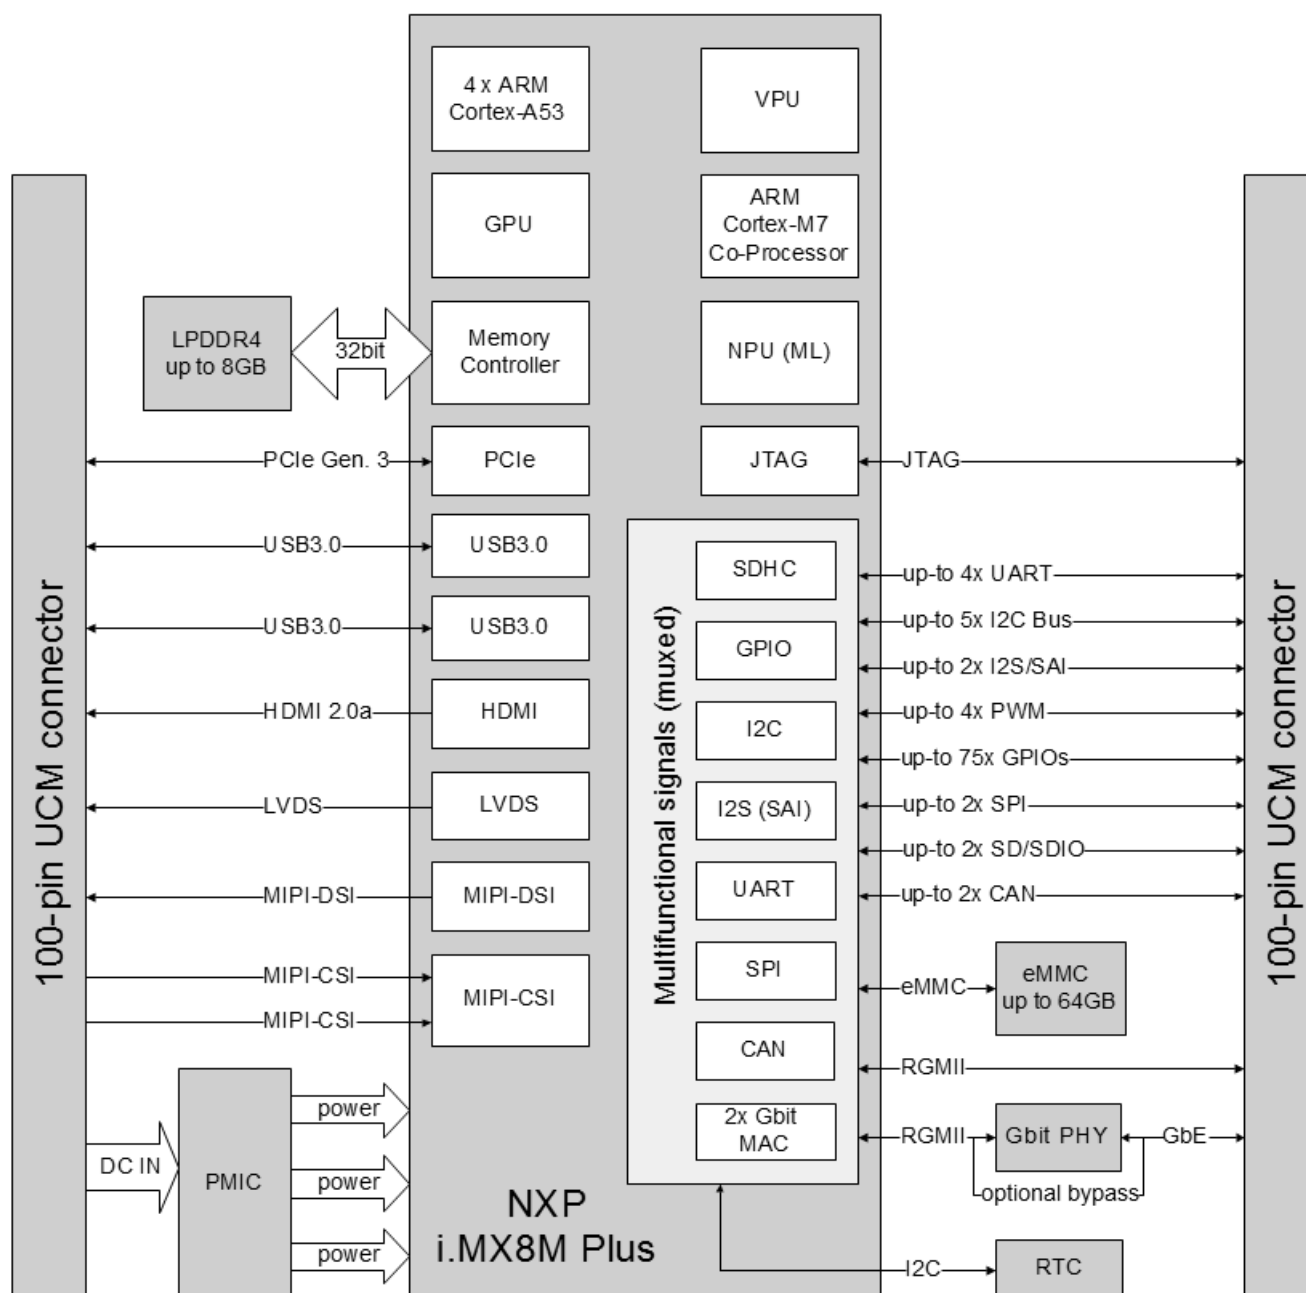 4 x ARM
Cortex-A53
VPU
GPU
ARM
Cortex-M7
Co-Processor
LPDDR4
up to 8GB
32bit
Memory
Controller
NPU (ML)
PCIe Gen. 3
PCIe
JTAG
JTAG
USB3.0
USB3.0
USB3.0
USB3.0
HDMI 2.0a
HDMI
LVDS
LVDS
MIPI-DSI
MIPI-DSI
MIPI-CSI
MIPI-CSI
MIPI-CSI
100-pin UCM connector
Multifunctional signals (muxed)
SDHC
GPIO
I2C
I2S (SAI)
UART
SPI
CAN
2x Gbit
MAC
up-to 4x UART
up-to 5x I2C Bus
up-to 2x I2S/SAI
up-to 4x PWM
up-to 75x GPIOs
up-to 2x SPI
up-to 2x SD/SDIO
up-to 2x CAN
eMMC
eMMC
up to 64GB
RGMII
RGMII
Gbit PHY
GbE
optional bypass
I2C
RTC
100-pin UCM connector
DC IN
PMIC
power
power
power
NXP
i.MX8M Plus